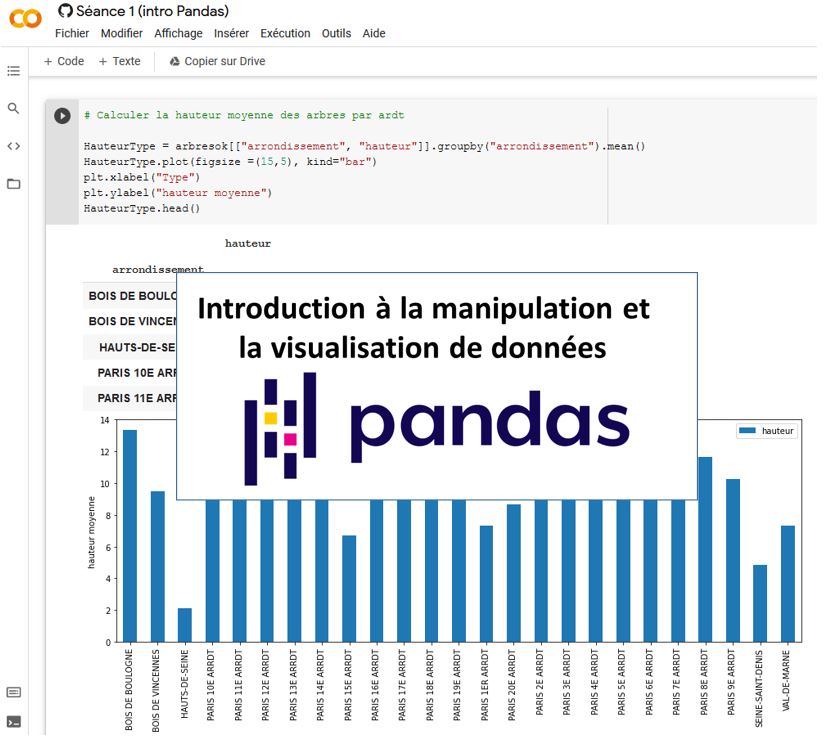 CO
Séance 1 (intro Pandas)
Fichier Modifier Affichage Insérer Exécution Outils Aide
+ Code + Texte Copier sur Drive
# Calculer la hauteur moyenne des arbres par ardt
HauteurType = arbresok[["arrondissement", "hauteur"]].groupby("arrondissement").mean()
HauteurType.plot(figsize =(15,5), kind="bar")
plt.xlabel("Type")
plt.ylabel("hauteur moyenne")
HauteurType.head()
hauteur
arrondissement
BOIS DE BOULO
BOIS DE VINCEN
HAUTS-DE-SE
PARIS 10E ARR
PARIS 11E ARR
Introduction à la manipulation et
la visualisation de données
pandas
hauteur
hauteur moyenne
14
12
10
8
6
4
2
0
BOIS DE BOULOGNE
BOIS DE VINCENNES
HAUTS-DE-SEINE
PARIS 10E ARRDT
PARIS 11E ARRDT
PARIS 12E ARRDT
PARIS 13E ARRDT
PARIS 14E ARRDT
PARIS 15E ARRDT
PARIS 16E ARRDT
PARIS 17E ARRDT
PARIS 18E ARRDT
PARIS 19E ARRDT
PARIS 1ER ARRDT
PARIS 20E ARRDT
PARIS 2E ARRDT
PARIS 3E ARRDT
PARIS 4E ARRDT
PARIS 5E ARRDT
PARIS 6E ARRDT
PARIS 7E ARRDT
PARIS 8E ARRDT
PARIS 9E ARRDT
SEINE-SAINT-DENIS
VAL-DE-MARNE